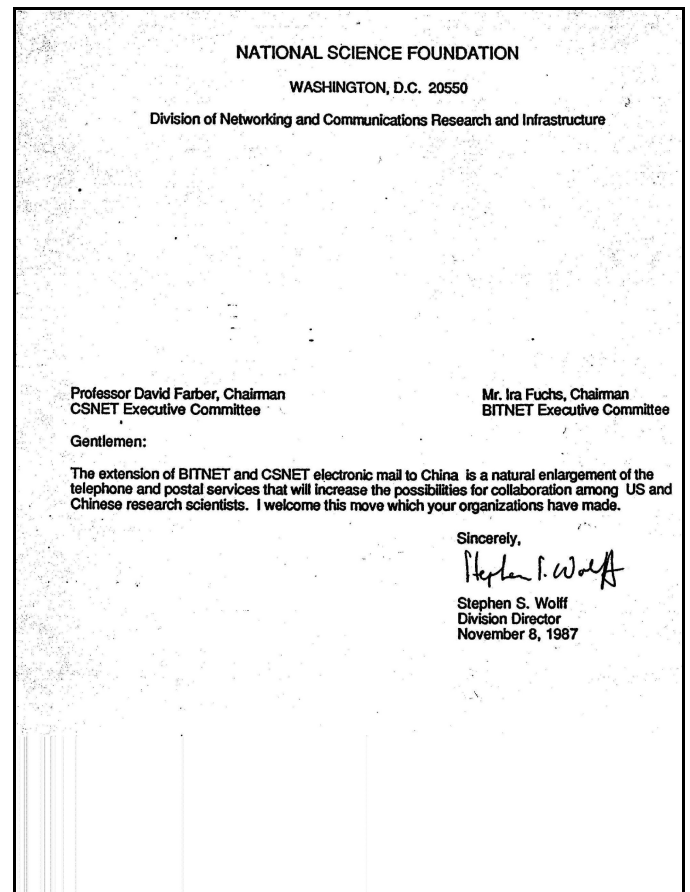 NATIONAL SCIENCE FOUNDATION
WASHINGTON, D.C. 20550
Division of Networking and Communications Research and Infrastructure
Professor David Farber, Chairman
CSNET Executive Committee
Mr. Ira Fuchs, Chairman
BITNET Executive Committee
Gentlemen:
The extension of BITNET and CSNET electronic mail to China is a natural enlargement of the
telephone and postal services that will increase the possibilities for collaboration among US and
Chinese research scientists. I welcome this move which your organizations have made.
Sincerely,
Stephen S. Wolff
Stephen S. Wolff
Division Director
November 8, 1987